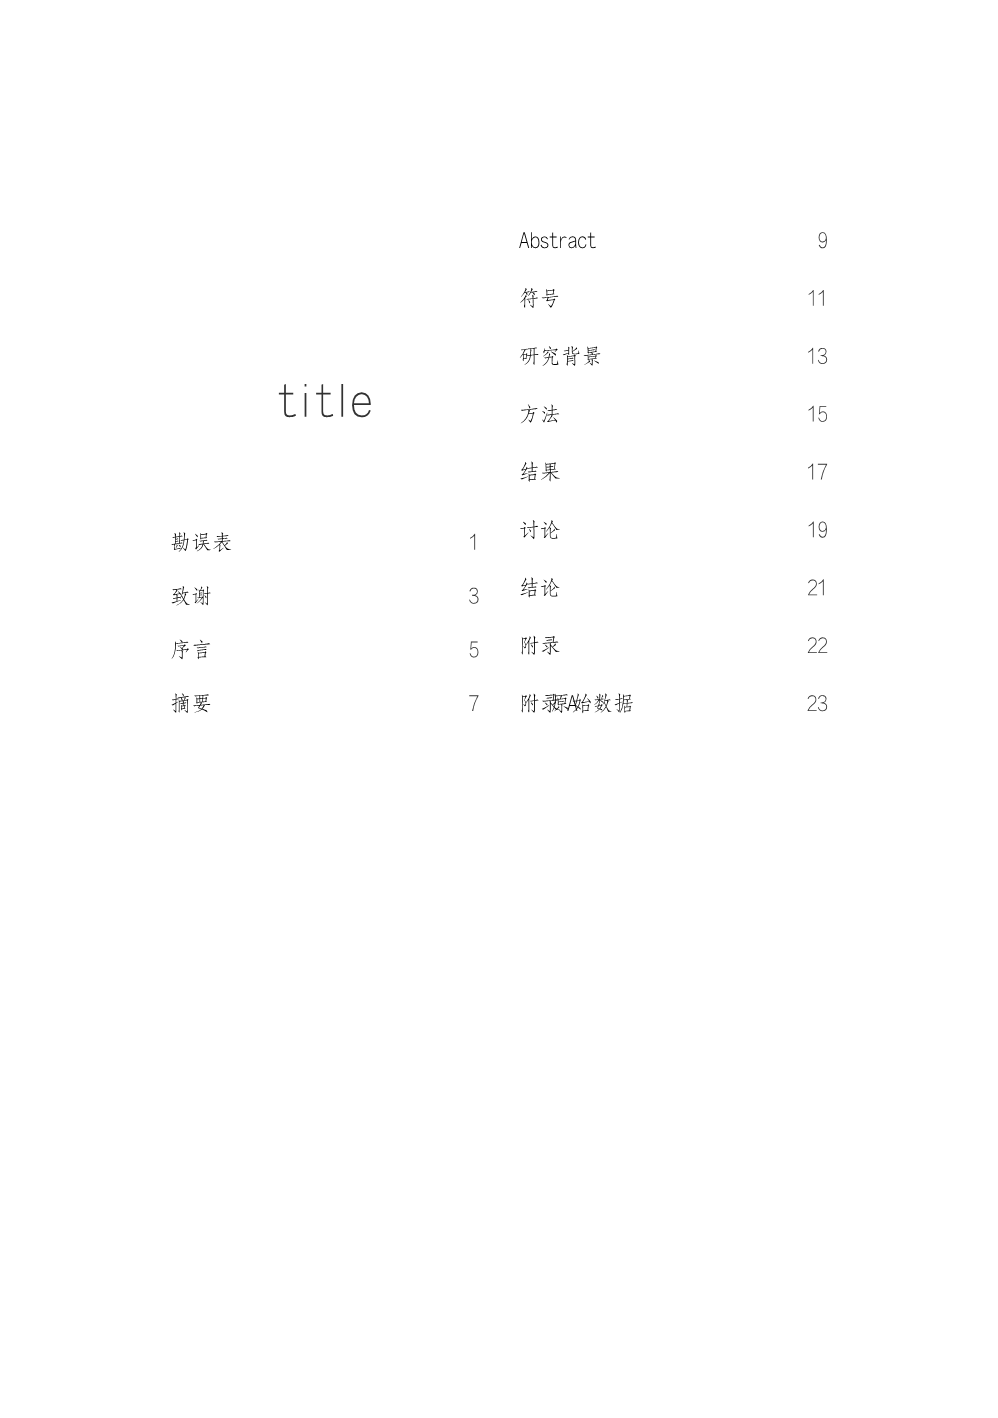 title
勘误表 1
致谢 3
序言 5
摘要 7
Abstract 9
符号 11
研究背景 13
方法 15
结果 17
讨论 19
结论 21
附录 22
附录 A原始数据 23